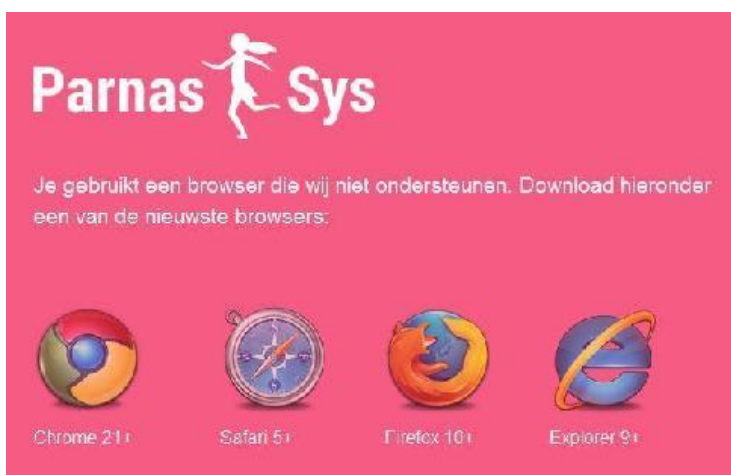 Parnas Sys
Je gebruikt een browser die wij niet ondersteunen. Download hieronder
een van de nieuwste browsers:
Chrome 21+ Safari 5+ Firefox 10+ Explorer 9+